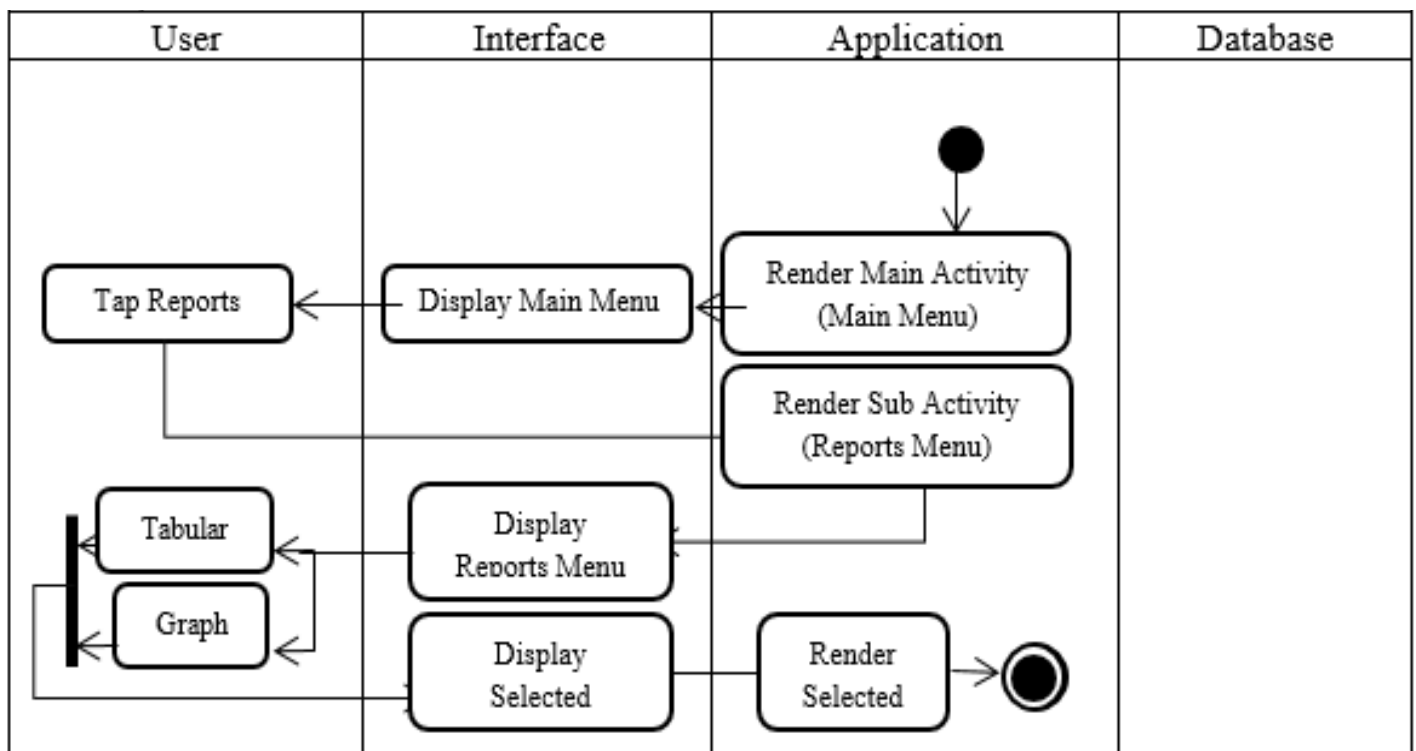 User
Interface
Application
Database
Tap Reports
Display Main Menu
Render Main Activity
(Main Menu)
Render Sub Activity
(Reports Menu)
Tabular
Graph
Display
Reports Menu
Display
Selected
Render
Selected